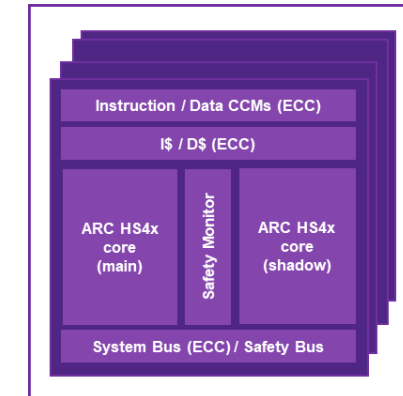 Instruction / Data CCMs (ECC)
I$ / D$ (ECC)
ARC HS4x
core
(main)
Safety Monitor
ARC HS4x
core
(shadow)
System Bus (ECC) / Safety Bus